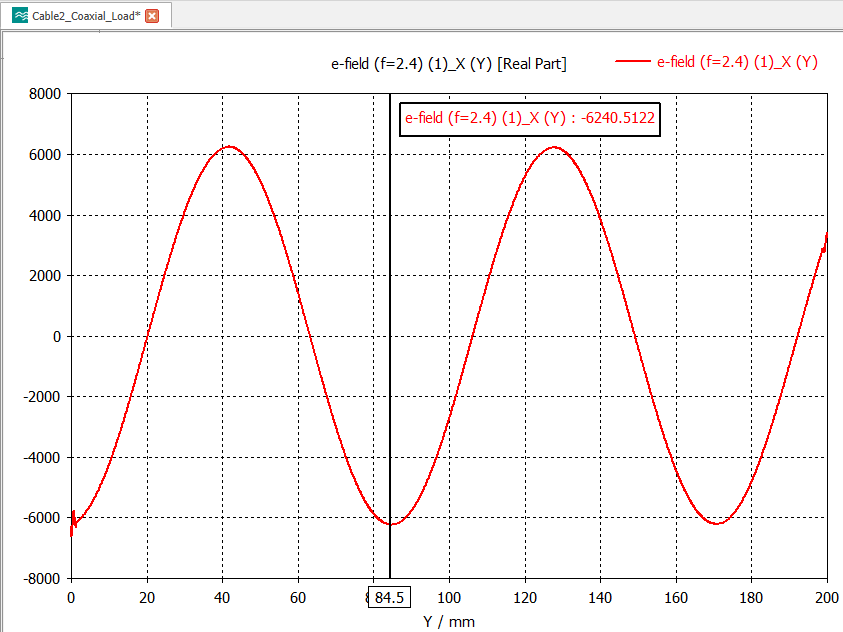 Cable2_Coaxial_Load*
e-field (f=2.4) (1)_X (Y) [Real Part]
e-field (f=2.4) (1)_X (Y)
e-field (f=2.4) (1)_X (Y) : -6240.5122
8000
6000
4000
2000
0
-2000
-4000
-6000
-8000
0 20 40 60 84.5 100 120 140 160 180 200
Y / mm